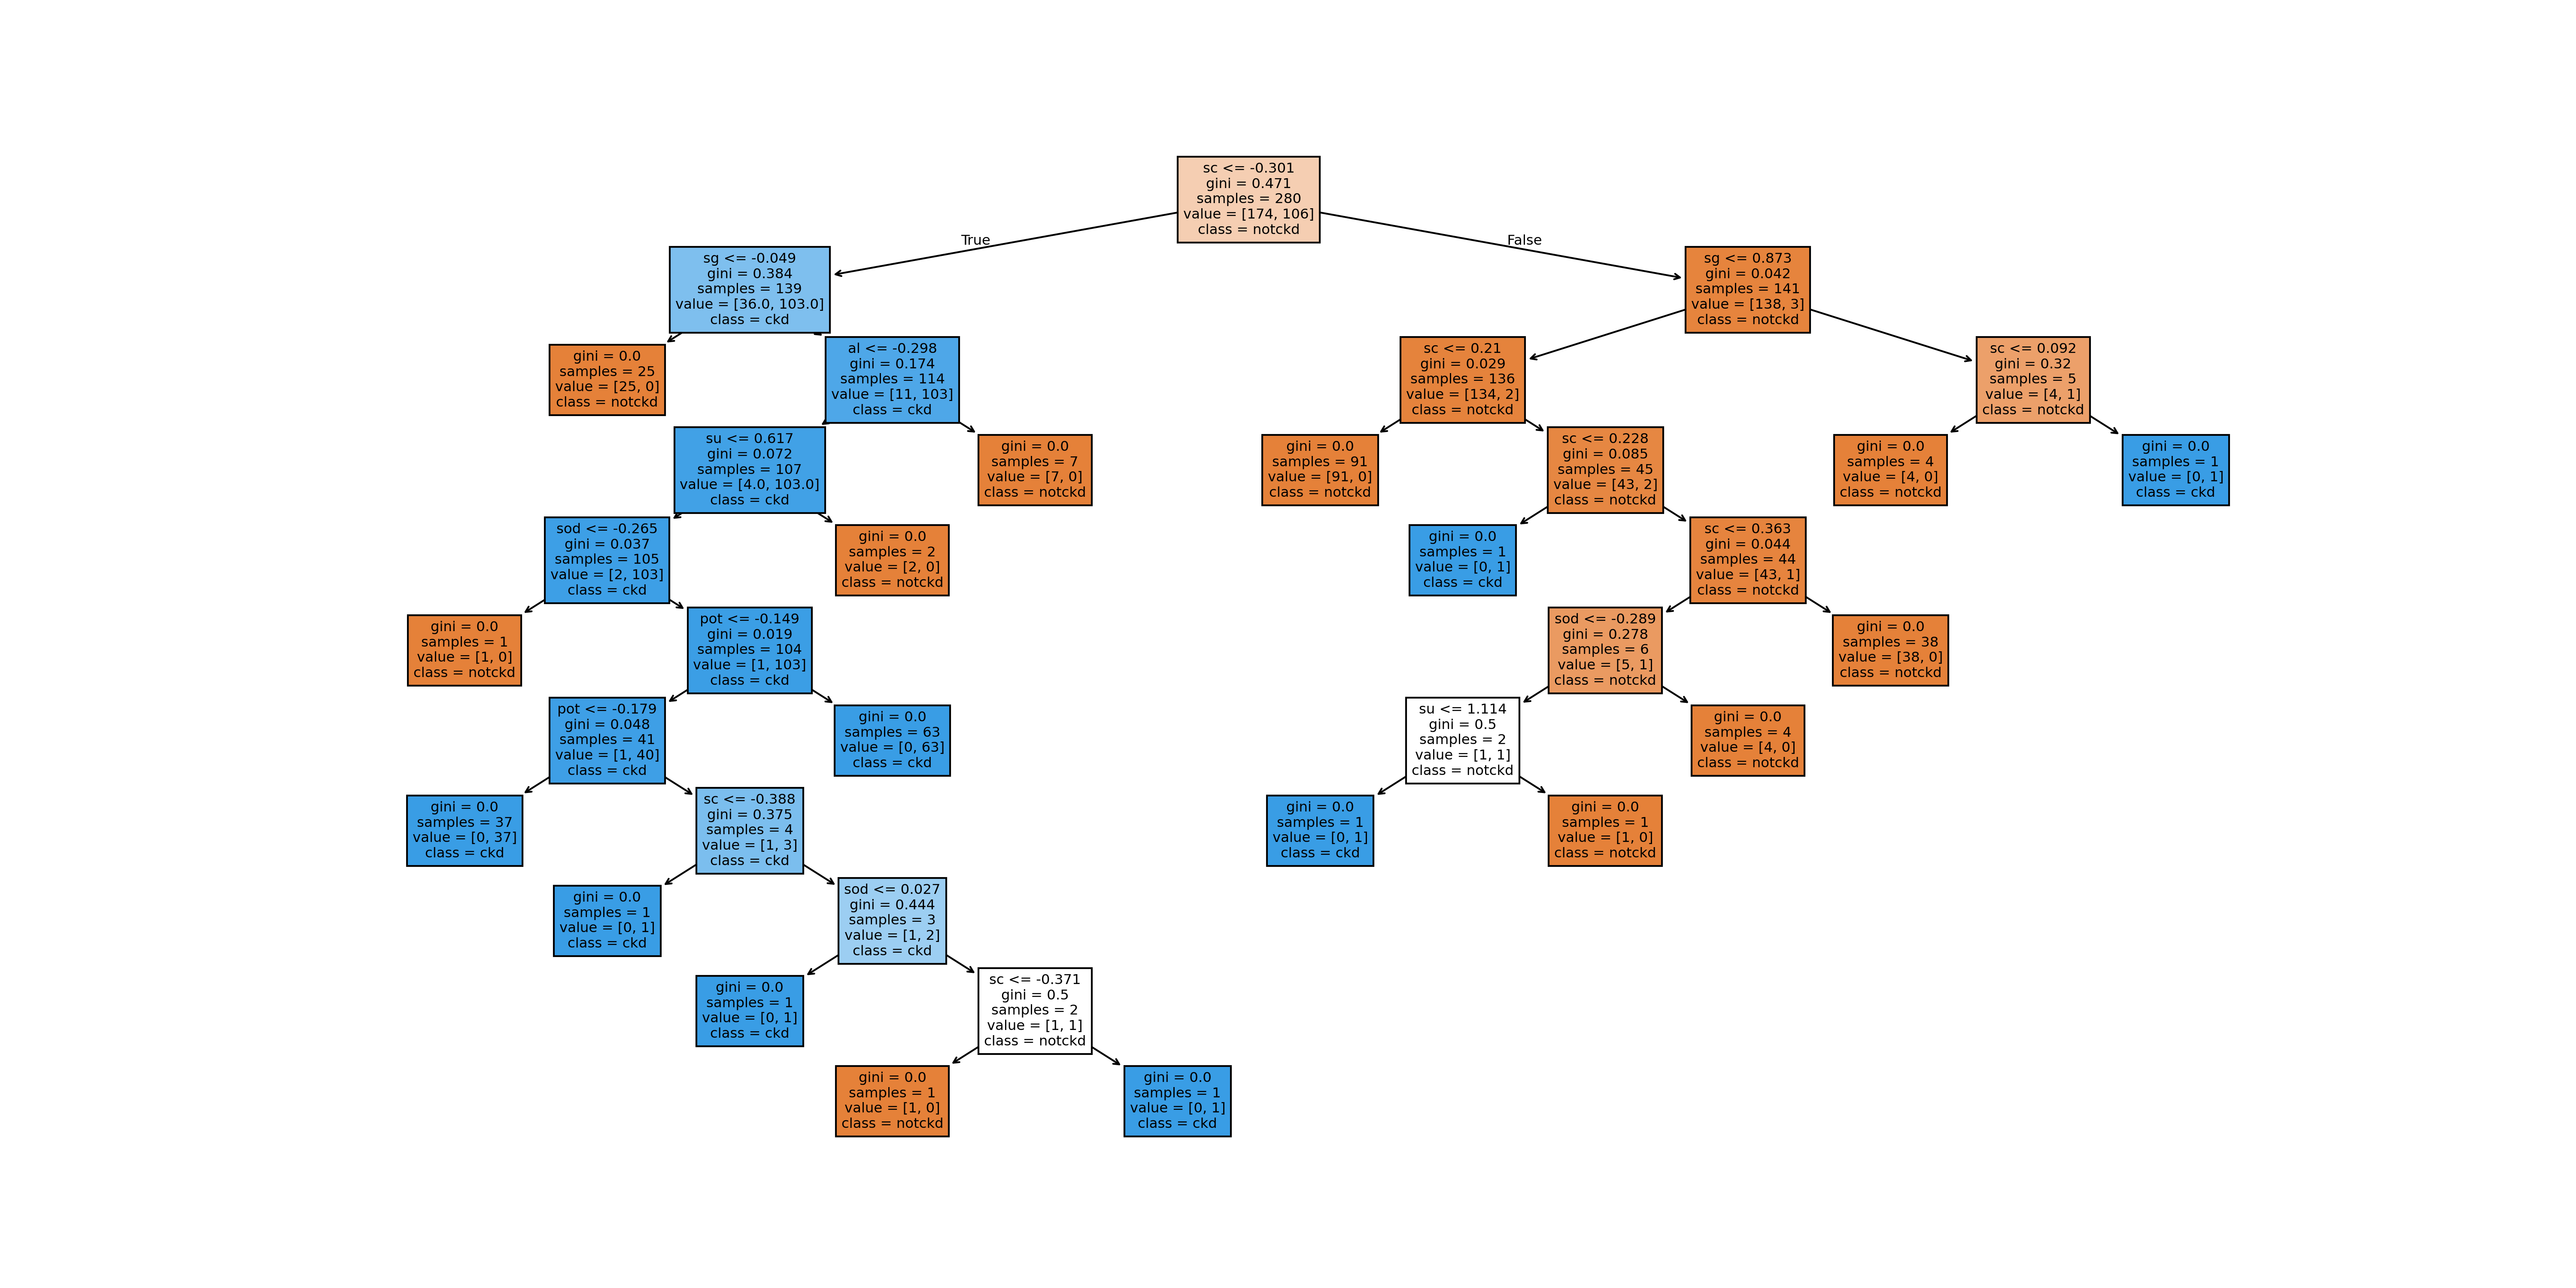 sc <= -0.301
gini = 0.471
samples = 280
value = [174, 106]
class = notckd
True
False
sg <= -0.049
gini = 0.384
samples = 139
value = [36.0, 103.0]
class = ckd
sg <= 0.873
gini = 0.042
samples = 141
value = [138, 3]
class = notckd
gini = 0.0
samples = 25
value = [25, 0]
class = notckd
al <= -0.298
gini = 0.174
samples = 114
value = [11, 103]
class = ckd
sc <= 0.21
gini = 0.029
samples = 136
value = [134, 2]
class = notckd
sc <= 0.092
gini = 0.32
samples = 5
value = [4, 1]
class = notckd
su <= 0.617
gini = 0.072
samples = 107
value = [4.0, 103.0]
class = ckd
gini = 0.0
samples = 7
value = [7, 0]
class = notckd
gini = 0.0
samples = 91
value = [91, 0]
class = notckd
sc <= 0.228
gini = 0.085
samples = 45
value = [43, 2]
class = notckd
gini = 0.0
samples = 4
value = [4, 0]
class = notckd
gini = 0.0
samples = 1
value = [0, 1]
class = ckd
sod <= -0.265
gini = 0.037
samples = 105
value = [2, 103]
class = ckd
gini = 0.0
samples = 2
value = [2, 0]
class = notckd
gini = 0.0
samples = 1
value = [0, 1]
class = ckd
sc <= 0.363
gini = 0.044
samples = 44
value = [43, 1]
class = notckd
gini = 0.0
samples = 1
value = [1, 0]
class = notckd
pot <= -0.149
gini = 0.019
samples = 104
value = [1, 103]
class = ckd
sod <= -0.289
gini = 0.278
samples = 6
value = [5, 1]
class = notckd
gini = 0.0
samples = 38
value = [38, 0]
class = notckd
pot <= -0.179
gini = 0.048
samples = 41
value = [1, 40]
class = ckd
gini = 0.0
samples = 63
value = [0, 63]
class = ckd
su <= 1.114
gini = 0.5
samples = 2
value = [1, 1]
class = notckd
gini = 0.0
samples = 4
value = [4, 0]
class = notckd
gini = 0.0
samples = 37
value = [0, 37]
class = ckd
sc <= -0.388
gini = 0.375
samples = 4
value = [1, 3]
class = ckd
gini = 0.0
samples = 1
value = [0, 1]
class = ckd
gini = 0.0
samples = 1
value = [1, 0]
class = notckd
gini = 0.0
samples = 1
value = [0, 1]
class = ckd
sod <= 0.027
gini = 0.444
samples = 3
value = [1, 2]
class = ckd
gini = 0.0
samples = 1
value = [0, 1]
class = ckd
sc <= -0.371
gini = 0.5
samples = 2
value = [1, 1]
class = notckd
gini = 0.0
samples = 1
value = [1, 0]
class = notckd
gini = 0.0
samples = 1
value = [0, 1]
class = ckd